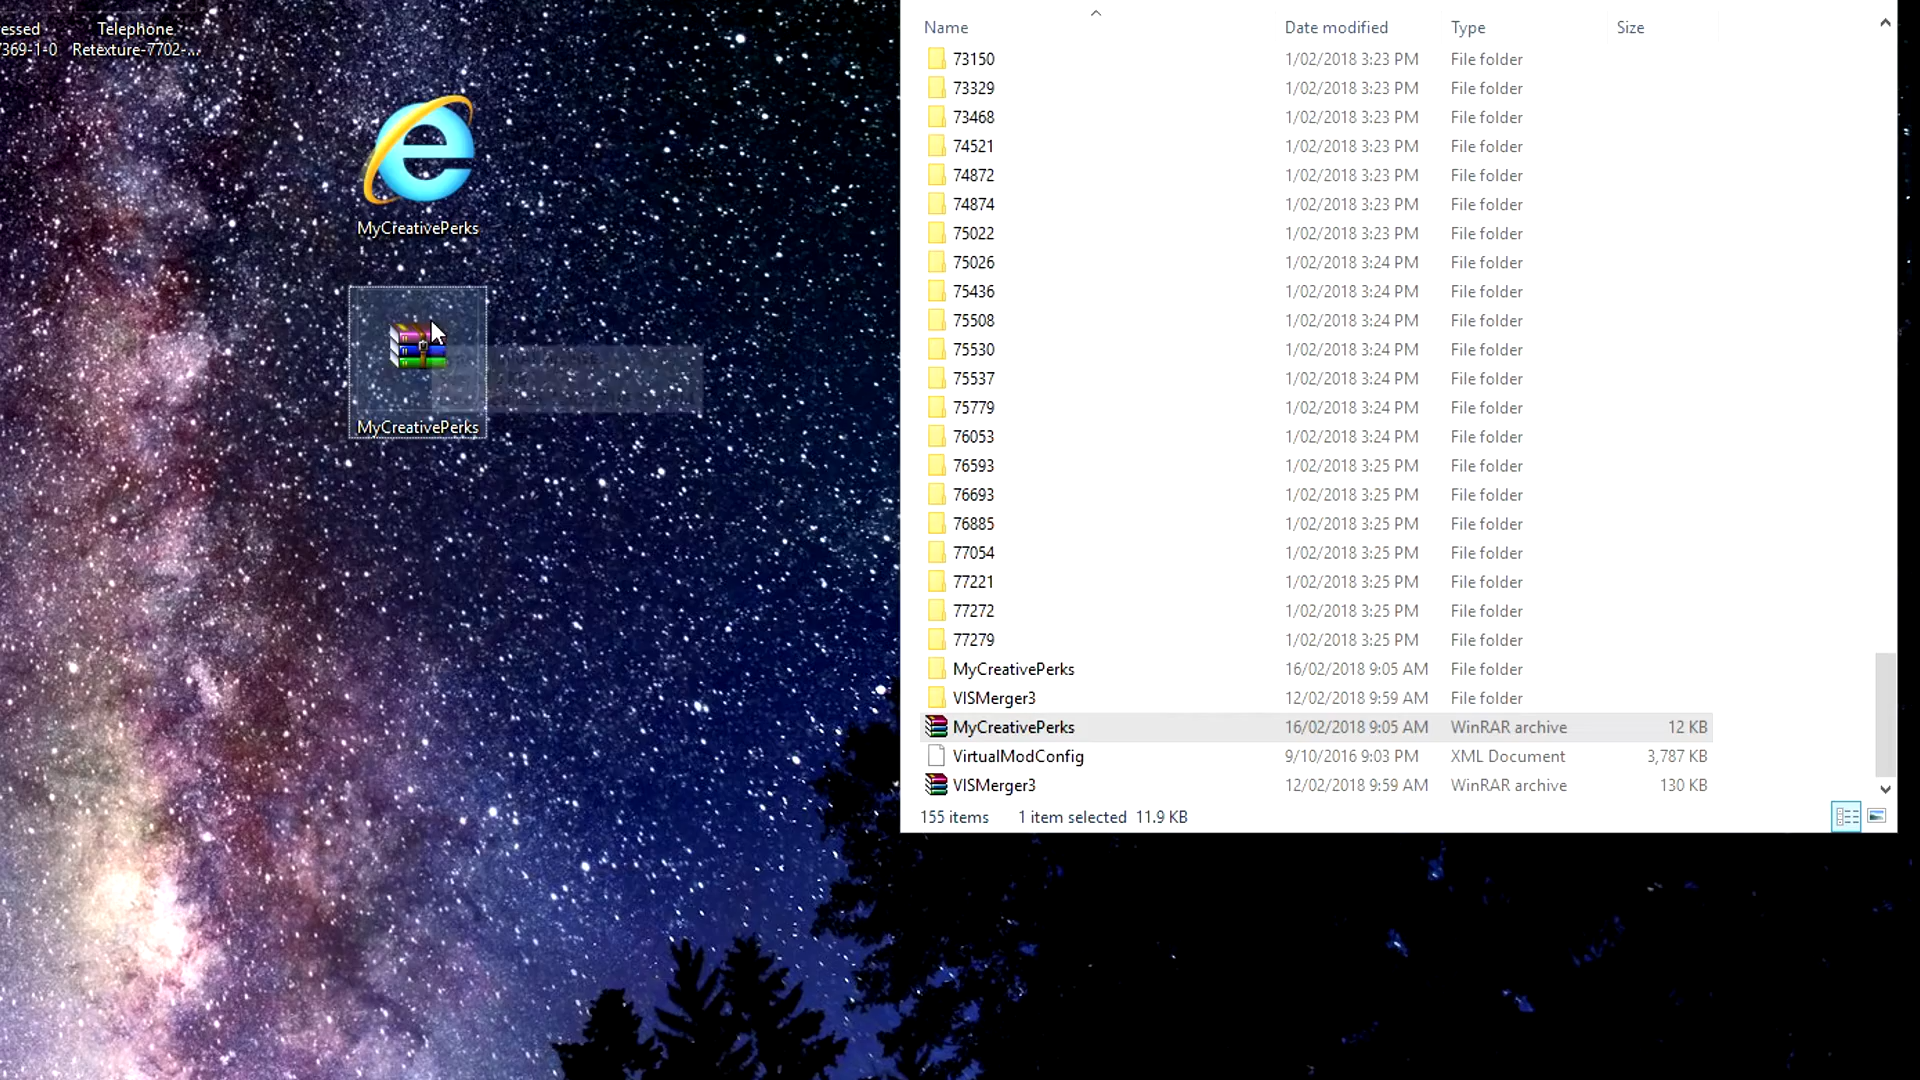 essed
7369-1-0
Telephone
Retexture-7702-...
MyCreativePerks
MyCreativePerks
Name Date modified Type Size
73150 1/02/2018 3:23 PM File folder
73329 1/02/2018 3:23 PM File folder
73468 1/02/2018 3:23 PM File folder
74521 1/02/2018 3:23 PM File folder
74872 1/02/2018 3:23 PM File folder
74874 1/02/2018 3:23 PM File folder
75022 1/02/2018 3:23 PM File folder
75026 1/02/2018 3:24 PM File folder
75436 1/02/2018 3:24 PM File folder
75508 1/02/2018 3:24 PM File folder
75530 1/02/2018 3:24 PM File folder
75537 1/02/2018 3:24 PM File folder
75779 1/02/2018 3:24 PM File folder
76053 1/02/2018 3:24 PM File folder
76593 1/02/2018 3:25 PM File folder
76693 1/02/2018 3:25 PM File folder
76885 1/02/2018 3:25 PM File folder
77054 1/02/2018 3:25 PM File folder
77221 1/02/2018 3:25 PM File folder
77272 1/02/2018 3:25 PM File folder
77279 1/02/2018 3:25 PM File folder
MyCreativePerks 16/02/2018 9:05 AM File folder
VISMerger3 12/02/2018 9:59 AM File folder
MyCreativePerks 16/02/2018 9:05 AM WinRAR archive 12 KB
VirtualModConfig 9/10/2016 9:03 PM XML Document 3,787 KB
VISMerger3 12/02/2018 9:59 AM WinRAR archive 130 KB
155 items 1 item selected 11.9 KB